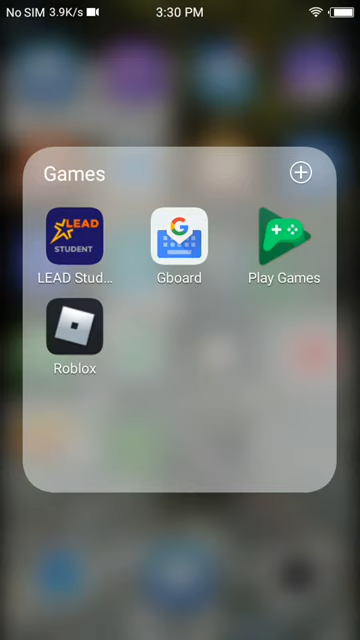 No SIM 3.9K/s 3:30 PM
Games
LEAD
STUDENT
G
LEAD Stud... Gboard Play Games
Roblox